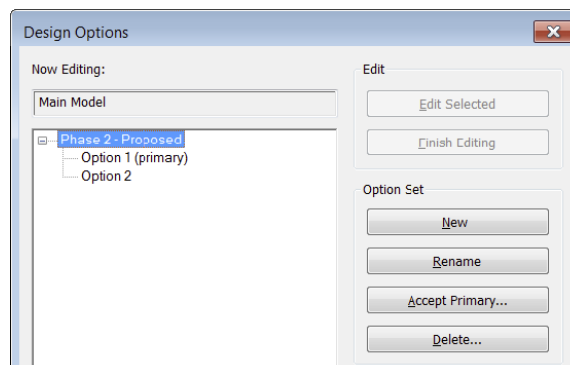 Design Options
Now Editing:
Main Model
Phase 2 - Proposed
Option 1 (primary)
Option 2
Edit
Edit Selected
Finish Editing
Option Set
New
Rename
Accept Primary...
Delete...